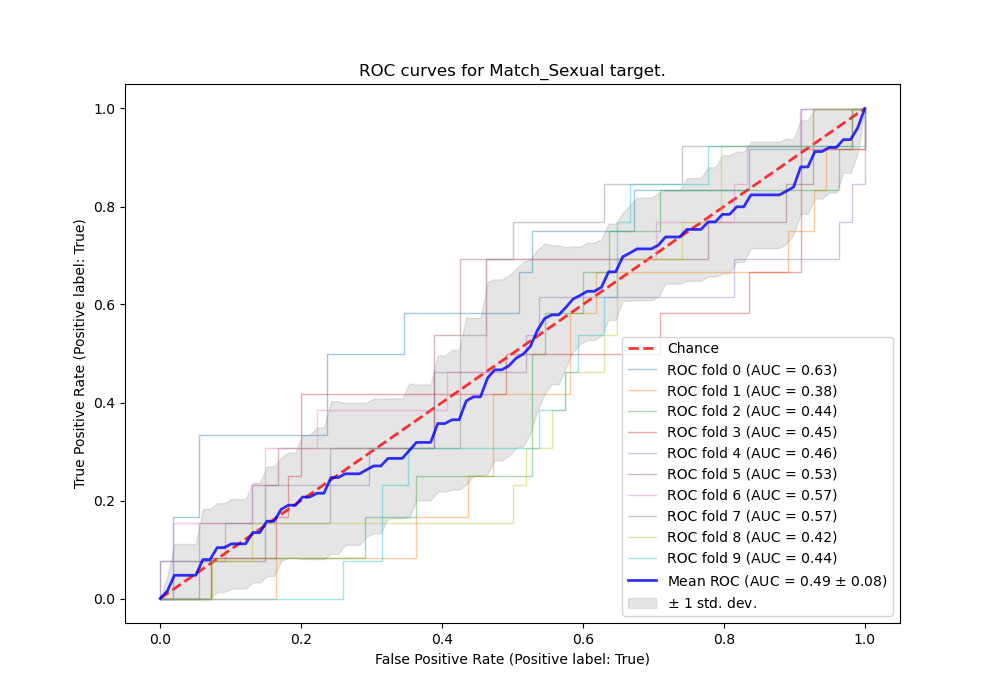 ROC curves for Match_Sexual target.
True Positive Rate (Positive label: True)
1.0
0.8
0.6
0.4
0.2
0.0
Chance
ROC fold 0 (AUC = 0.63)
ROC fold 1 (AUC = 0.38)
ROC fold 2 (AUC = 0.44)
ROC fold 3 (AUC = 0.45)
ROC fold 4 (AUC = 0.46)
ROC fold 5 (AUC = 0.53)
ROC fold 6 (AUC = 0.57)
ROC fold 7 (AUC = 0.57)
ROC fold 8 (AUC = 0.42)
ROC fold 9 (AUC = 0.44)
Mean ROC (AUC = 0.49 ± 0.08)
± 1 std. dev.
0.0 0.2 0.4 0.6 0.8 1.0
False Positive Rate (Positive label: True)